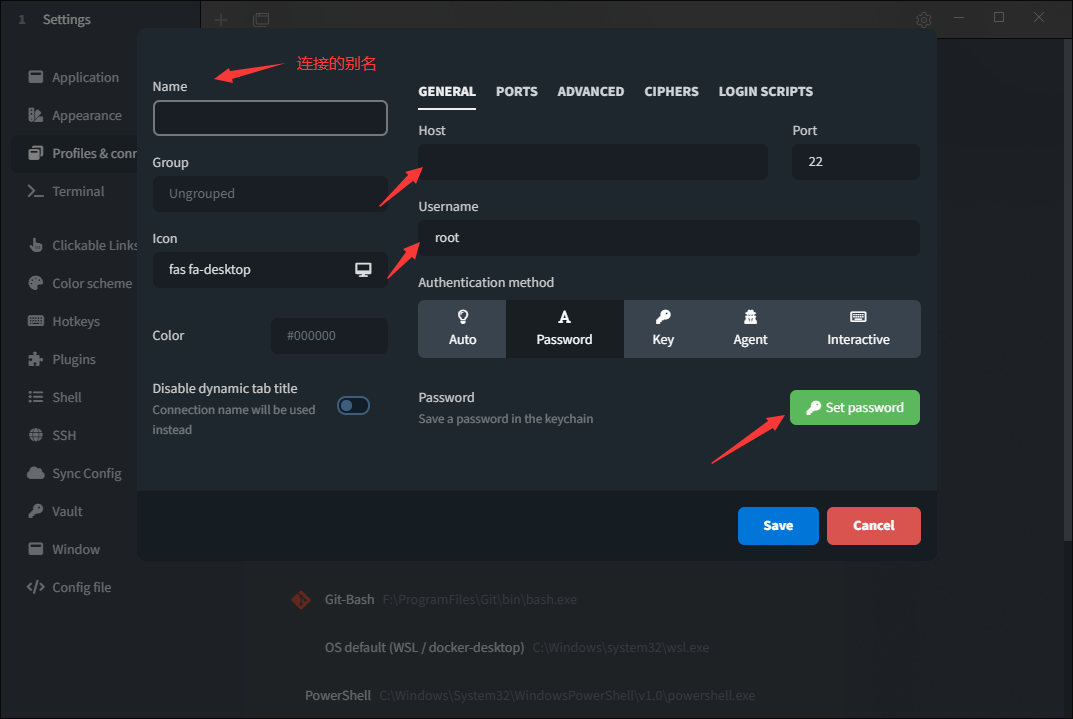 1 Settings
Application
Appearance
Profiles & conn
Terminal
Clickable Links
Color scheme
Hotkeys
Plugins
Shell
SSH
Sync Config
Vault
Window
Config file
连接的别名
Name
Group
Ungrouped
Icon
fas fa-desktop
Color
#000000
Disable dynamic tab title
Connection name will be used
instead
GENERAL PORTS ADVANCED CIPHERS LOGIN SCRIPTS
Host
Port
22
Username
root
Authentication method
Auto
Password
Key
Agent
Interactive
Password
Save a password in the keychain
Set password
Save
Cancel
Git-Bash F:\ProgramFiles\Git\bin\bash.exe
OS default (WSL / docker-desktop) C:\Windows\system32\wsl.exe
PowerShell C:\Windows\System32\WindowsPowerShell\v1.0\powershell.exe